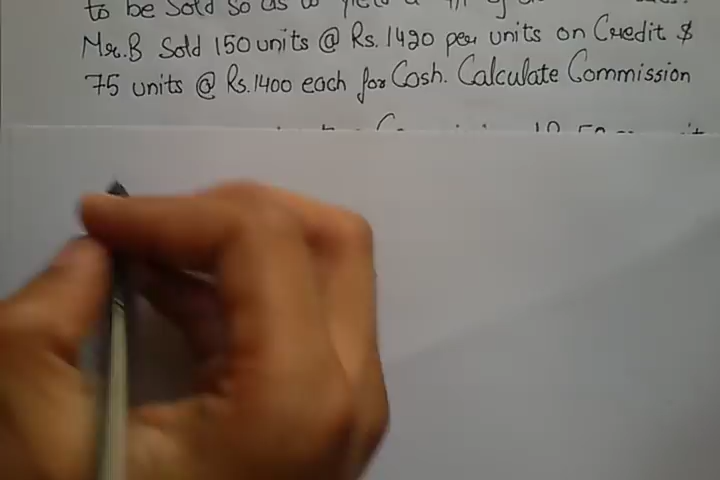 to be Sold so as to yield a
Mr.B Sold 150 units @ Rs. 1420 per units on Credit &
75 units @ Rs.1400 each for Cash. Calculate Commission